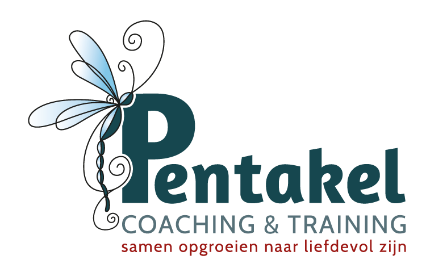 Pentakel
COACHING & TRAINING
samen opgroeien naar liefdevol zijn